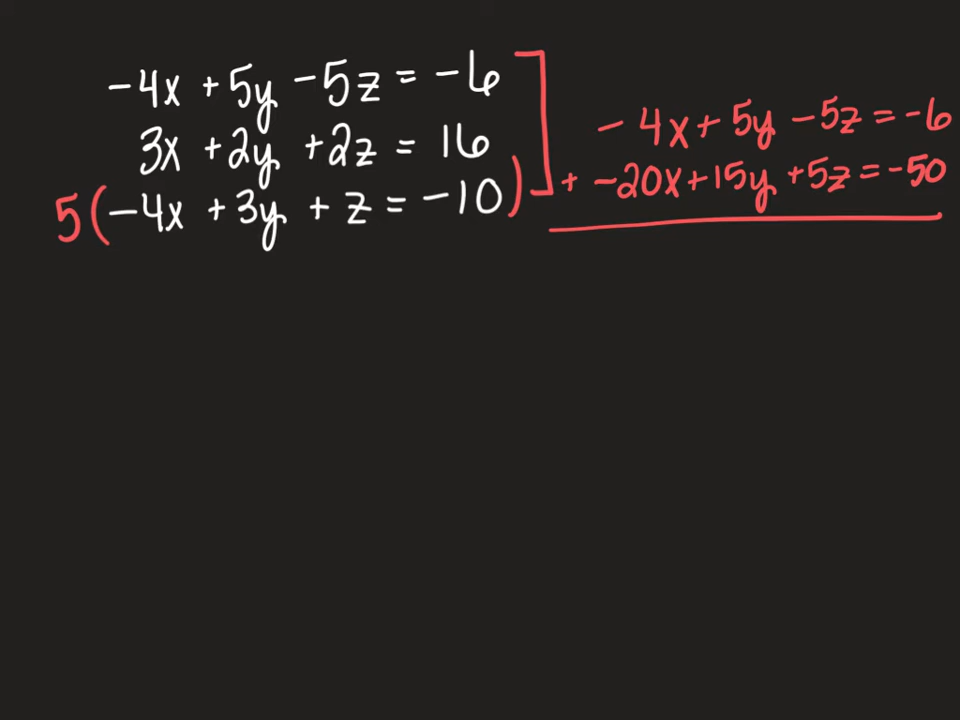 -4x + 5y - 5z = -6
3x + 2y + 2z = 16
5(-4x + 3y + z = -10)
-4x + 5y - 5z = -6
+ -20x + 15y + 5z = -50